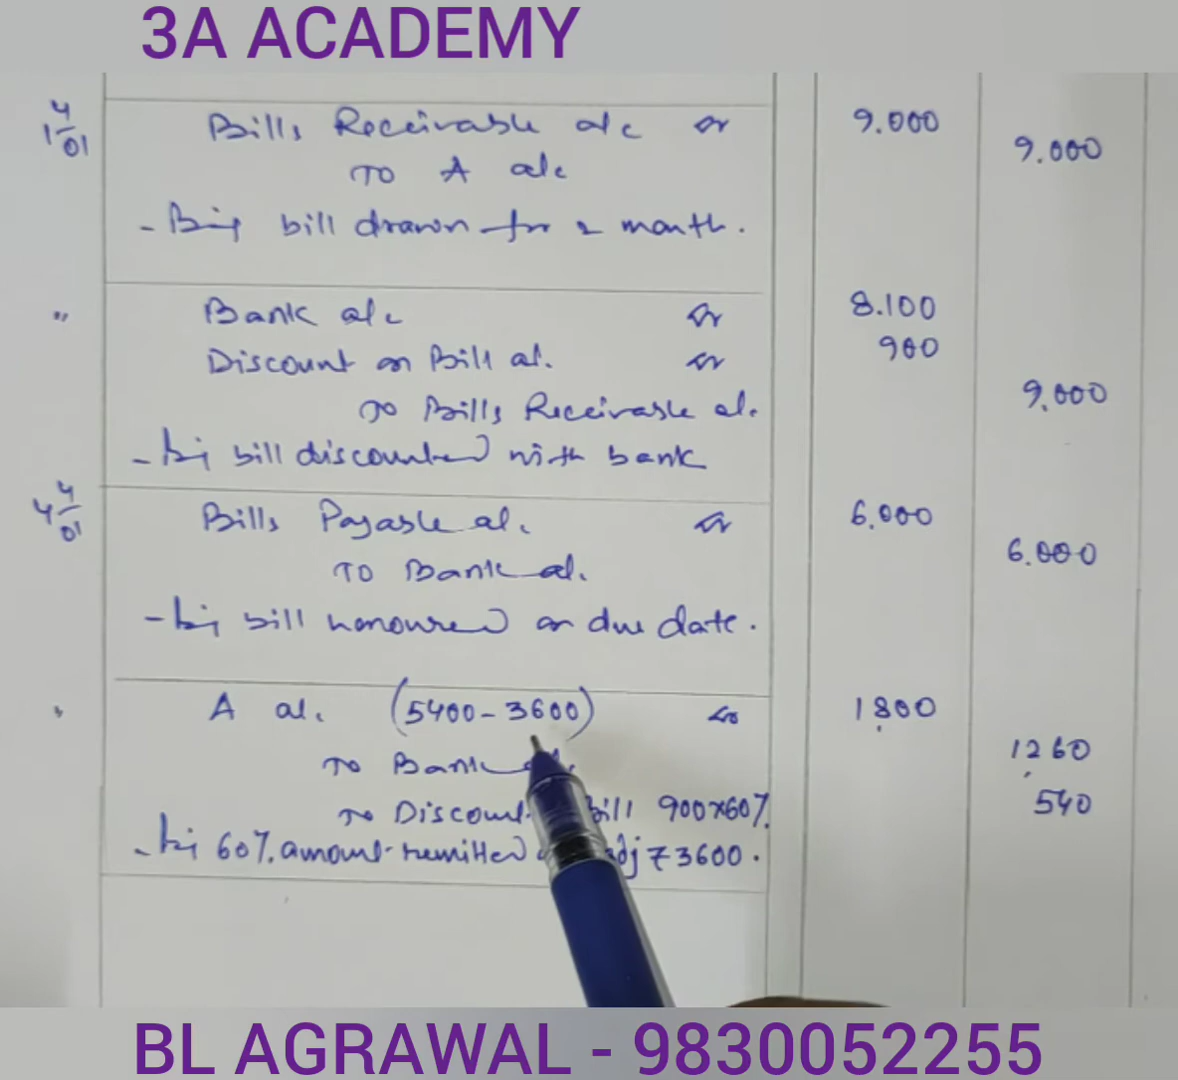 3A ACADEMY
1 4/01 Bills Receivable a/c Dr 9.000
To A a/c 9.000
- Being bill drawn for 2 month.
" Bank a/c Dr 8.100
Discount on Bill a/. Dr 900
To Bills Receivable a/. 9.000
- being bill discounted with bank
4 4/01 Bills Payable a/. Dr 6.000
To Bank a/. 6.000
- being bill honoured on due date.
" A a/. (5400-3600) Dr 1800
To Bank 1260
To Discount bill 900x60%. 540
- being 60% amount remitted adj ₹3600.
BL AGRAWAL - 9830052255